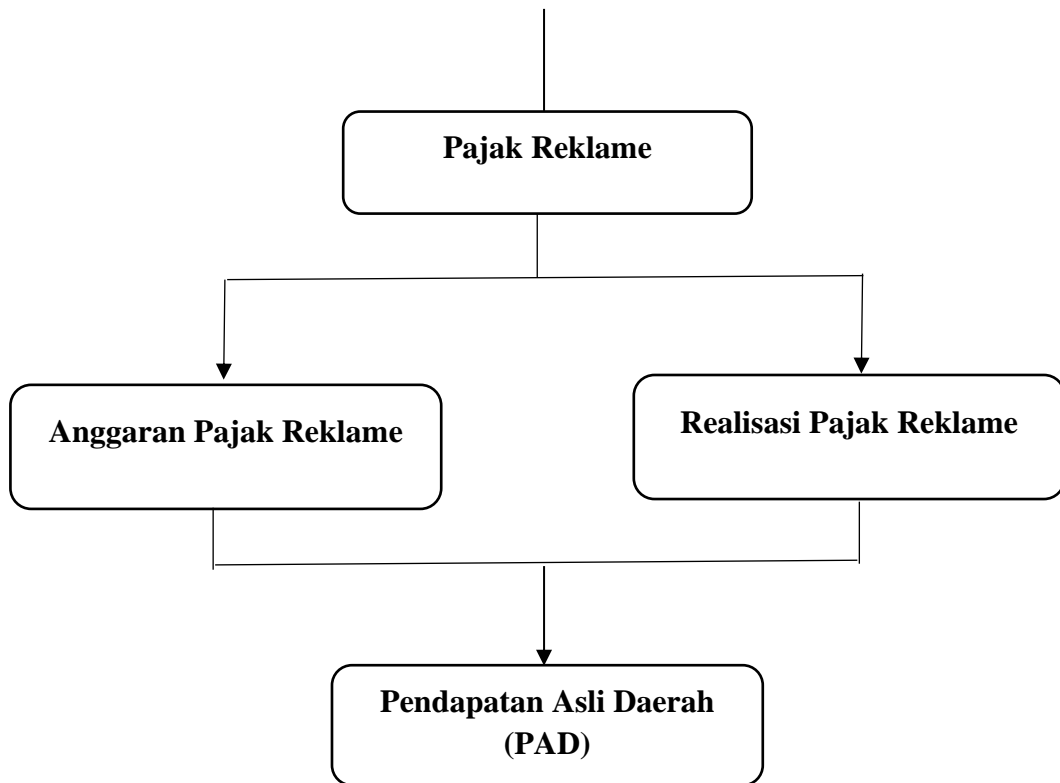 Pajak Reklame
Anggaran Pajak Reklame
Realisasi Pajak Reklame
Pendapatan Asli Daerah
(PAD)